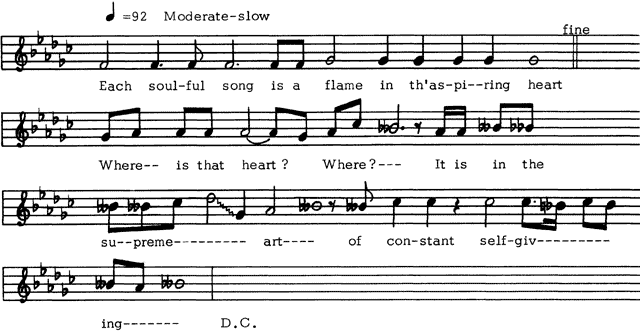 =92 Moderate-slow
fine
Each soul-ful song is a flame in th'as-pi--ring heart
Where-- is that heart? Where?--- It is in the
su--preme--------- art---- of con-stant self-giv---------
ing------- D.C.